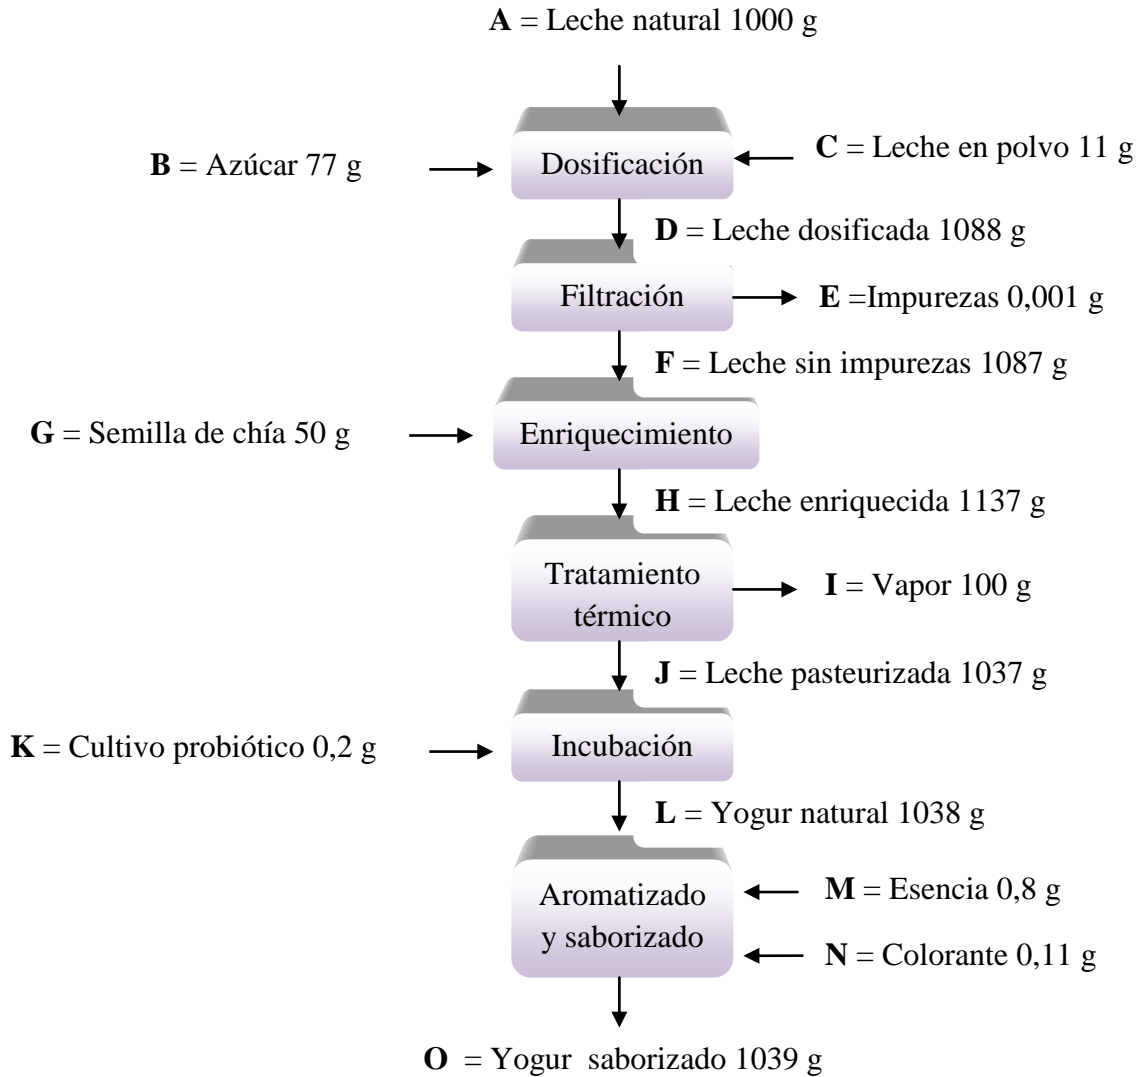 A = Leche natural 1000 g
B = Azúcar 77 g
Dosificación
C = Leche en polvo 11 g
D = Leche dosificada 1088 g
Filtración
E =Impurezas 0,001 g
F = Leche sin impurezas 1087 g
G = Semilla de chía 50 g
Enriquecimiento
H = Leche enriquecida 1137 g
Tratamiento
térmico
I = Vapor 100 g
J = Leche pasteurizada 1037 g
K = Cultivo probiótico 0,2 g
Incubación
L = Yogur natural 1038 g
Aromatizado
y saborizado
M = Esencia 0,8 g
N = Colorante 0,11 g
O = Yogur saborizado 1039 g